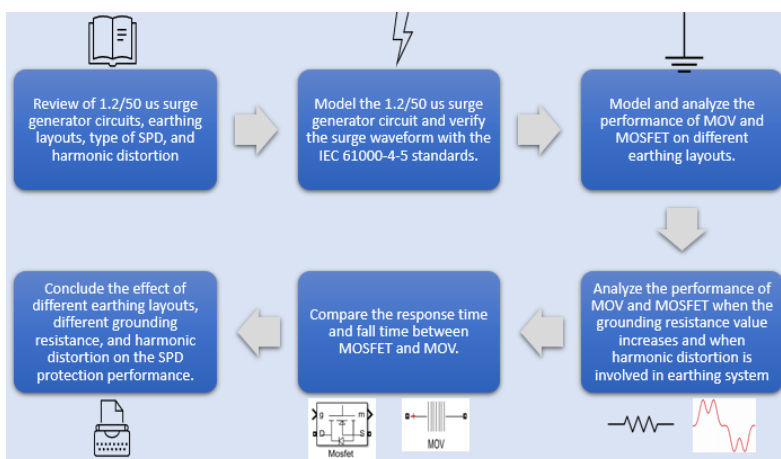 Review of 1.2/50 us surge
generator circuits, earthing
layouts, type of SPD, and
harmonic distortion
Model the 1.2/50 us surge
generator circuit and verify
the surge waveform with the
IEC 61000-4-5 standards.
Model and analyze the
performance of MOV and
MOSFET on different
earthing layouts.
Analyze the performance of
MOV and MOSFET when the
grounding resistance value
increases and when
harmonic distortion is
involved in earthing system
Compare the response time
and fall time between
MOSFET and MOV.
Conclude the effect of
different earthing layouts,
different grounding
resistance, and harmonic
distortion on the SPD
protection performance.
g m
D S
Mosfet
+
MOV